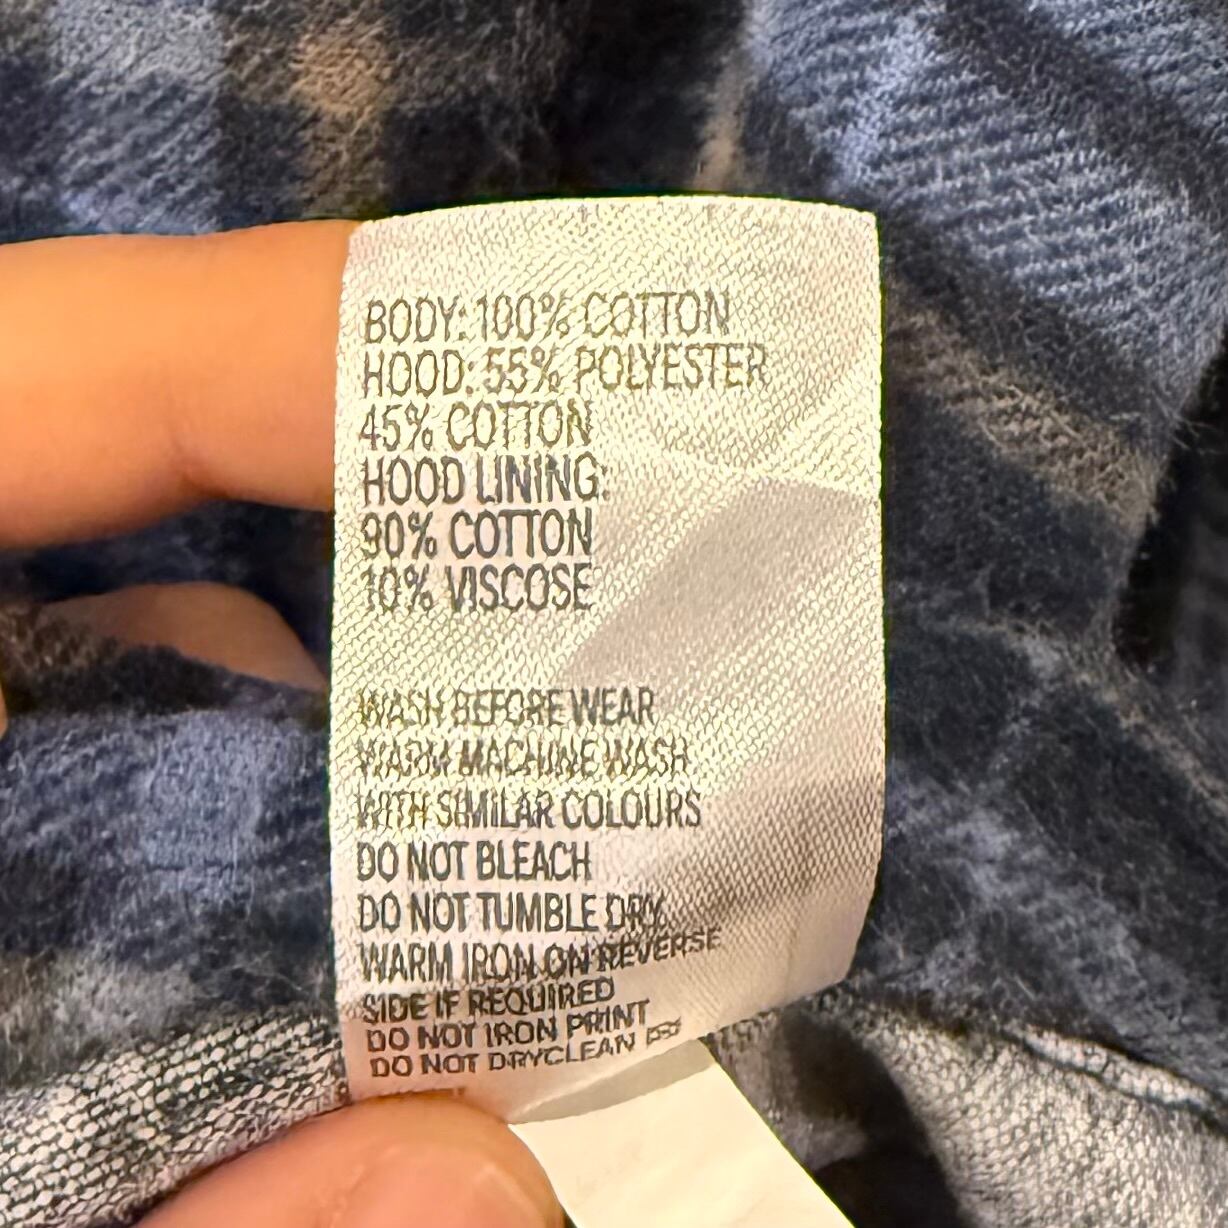 BODY: 100% COTTON
HOOD: 55% POLYESTER
45% COTTON
HOOD LINING:
90% COTTON
10% VISCOSE
WASH BEFORE WEAR
WARM MACHINE WASH
WITH SIMILAR COLOURS
DO NOT BLEACH
DO NOT TUMBLE DRY
WARM IRON ON REVERSE
SIDE IF REQUIRED
DO NOT IRON PRINT
DO NOT DRYCLEAN